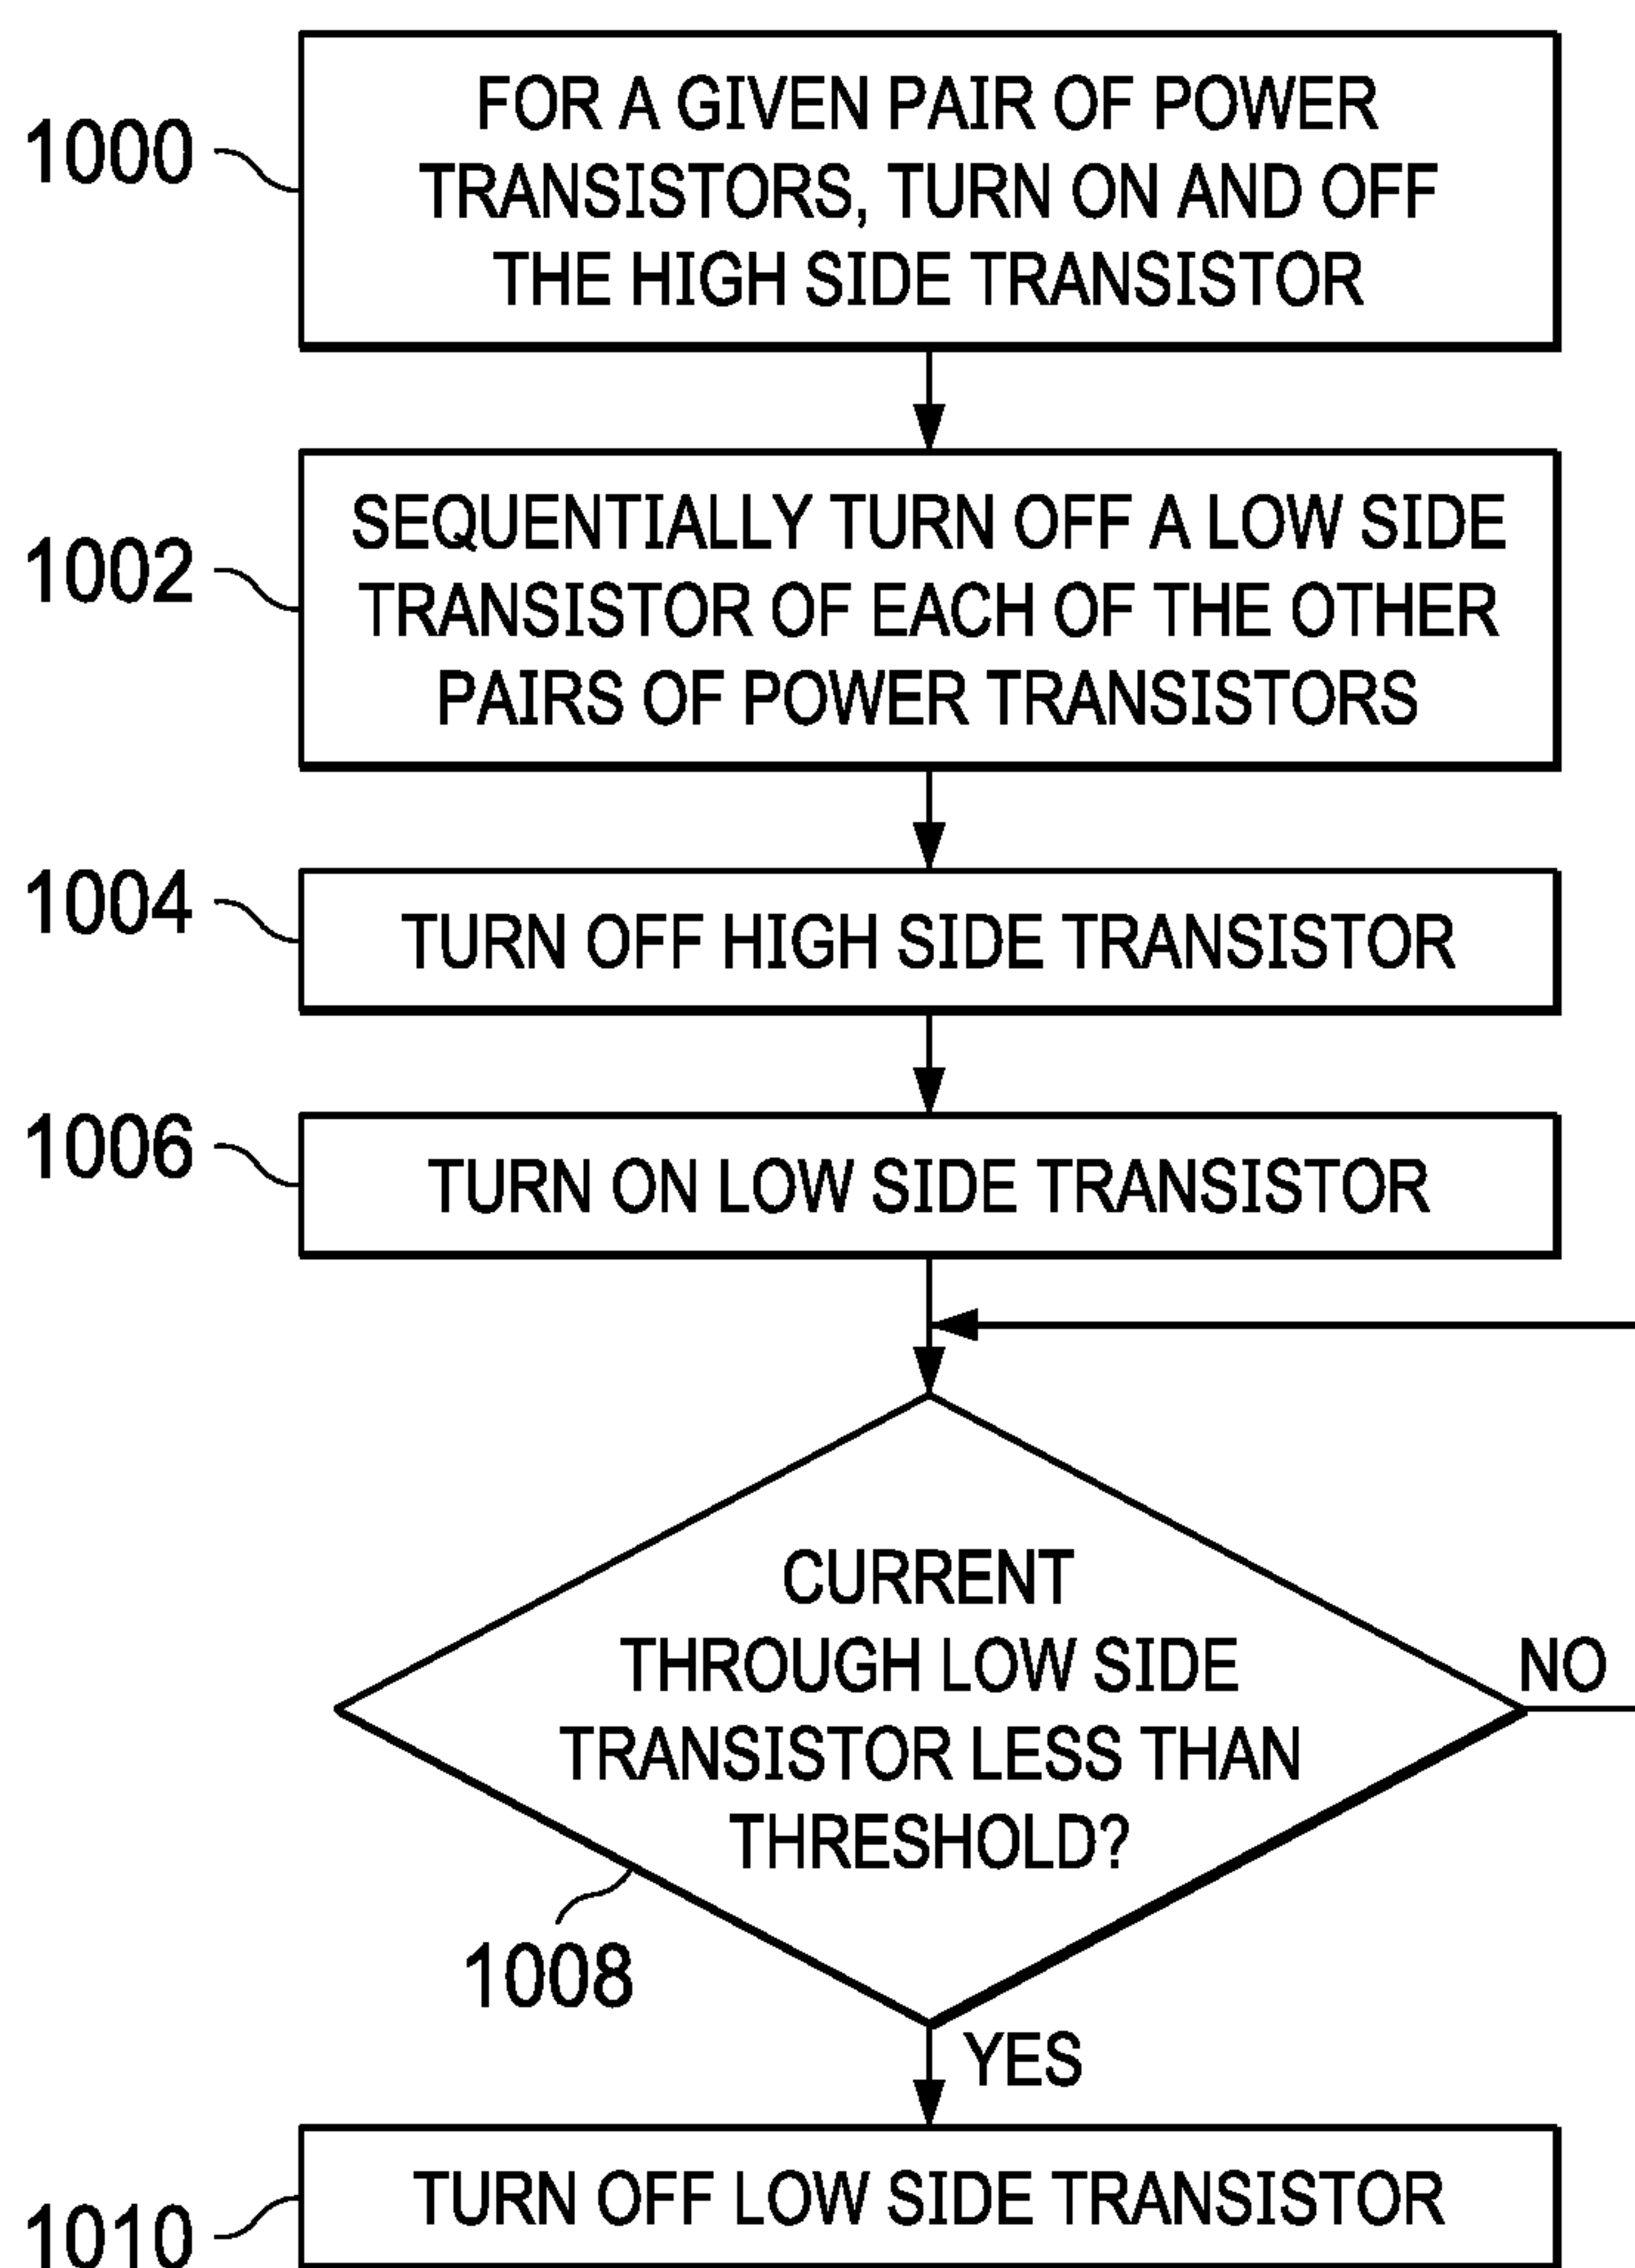 1000
FOR A GIVEN PAIR OF POWER
TRANSISTORS, TURN ON AND OFF
THE HIGH SIDE TRANSISTOR
1002
SEQUENTIALLY TURN OFF A LOW SIDE
TRANSISTOR OF EACH OF THE OTHER
PAIRS OF POWER TRANSISTORS
1004
TURN OFF HIGH SIDE TRANSISTOR
1006
TURN ON LOW SIDE TRANSISTOR
CURRENT
THROUGH LOW SIDE
TRANSISTOR LESS THAN
THRESHOLD?
NO
1008
YES
TURN OFF LOW SIDE TRANSISTOR
1010